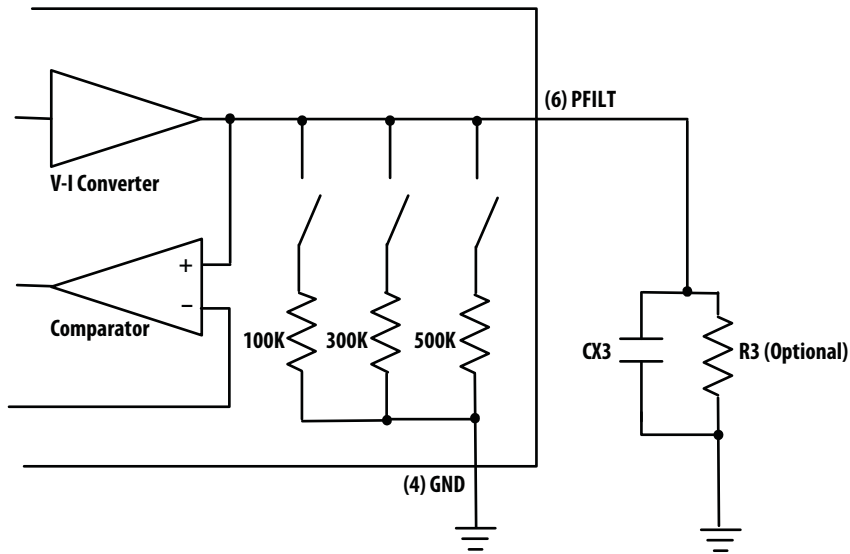 (6) PFILT
V-I Converter
+
−
Comparator
100K
300K
500K
CX3
R3 (Optional)
(4) GND